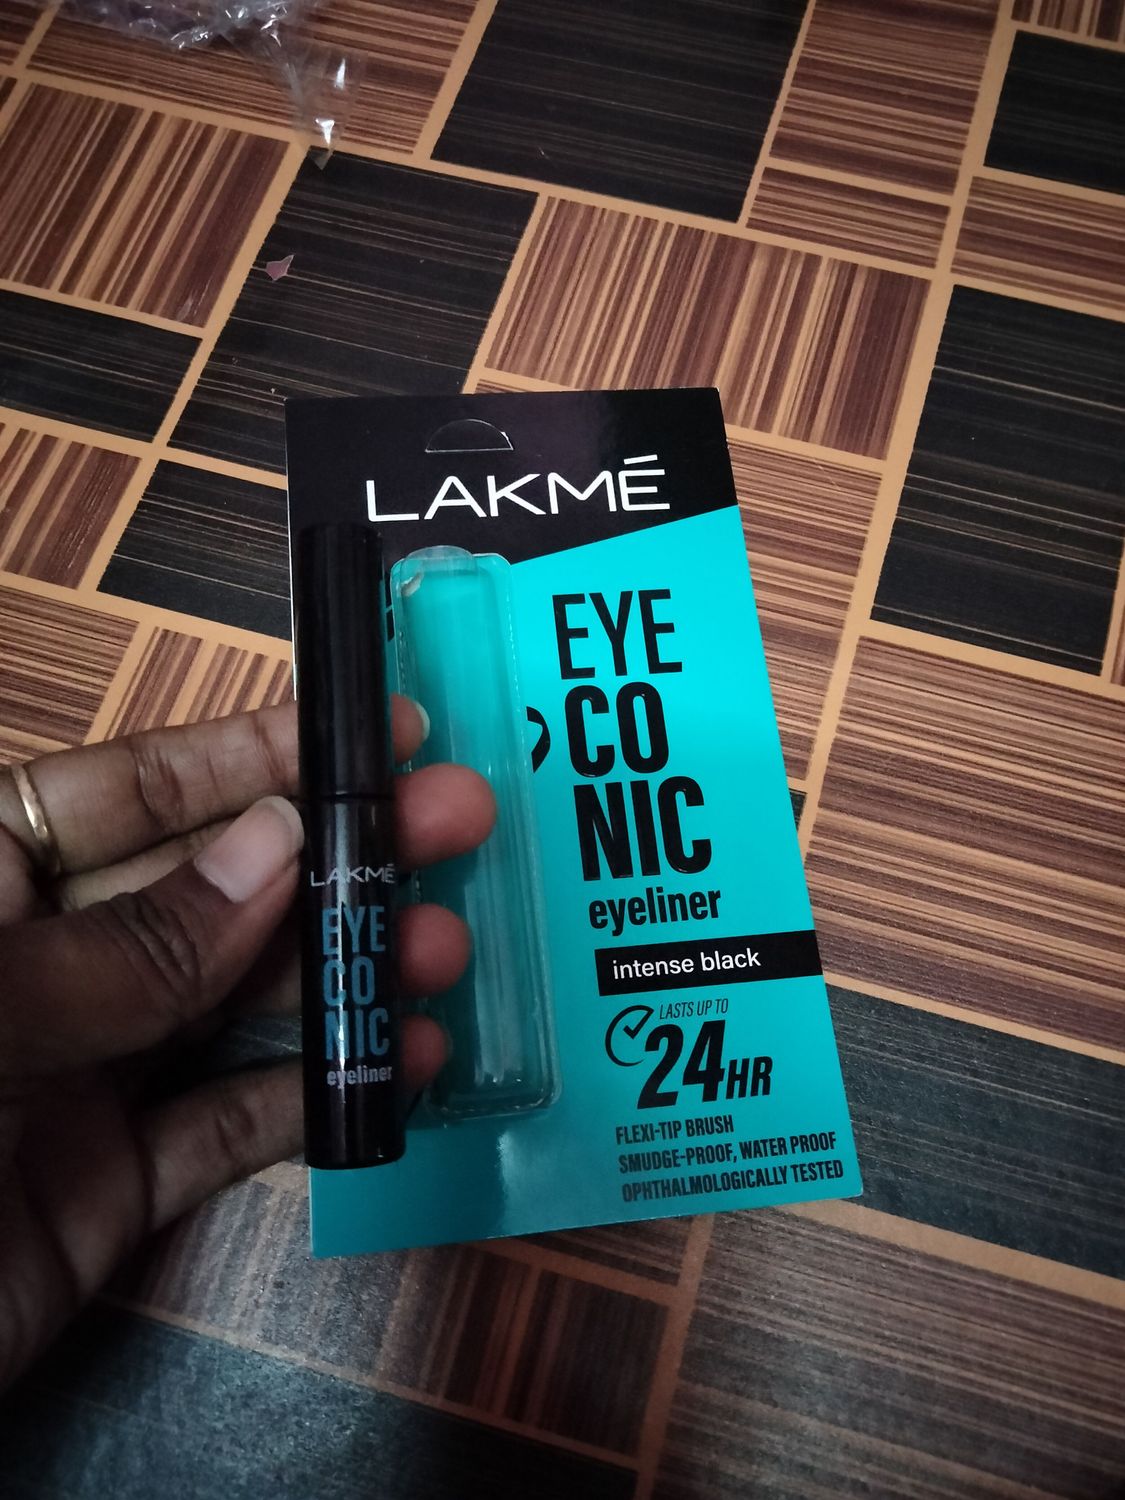 LAKMÉ
EYE
CO
NIC
eyeliner
intense black
LASTS UP TO
24HR
FLEXI-TIP BRUSH
SMUDGE-PROOF, WATER PROOF
OPHTHALMOLOGICALLY TESTED
LAKMÉ
EYE
CO
NIC
eyeliner